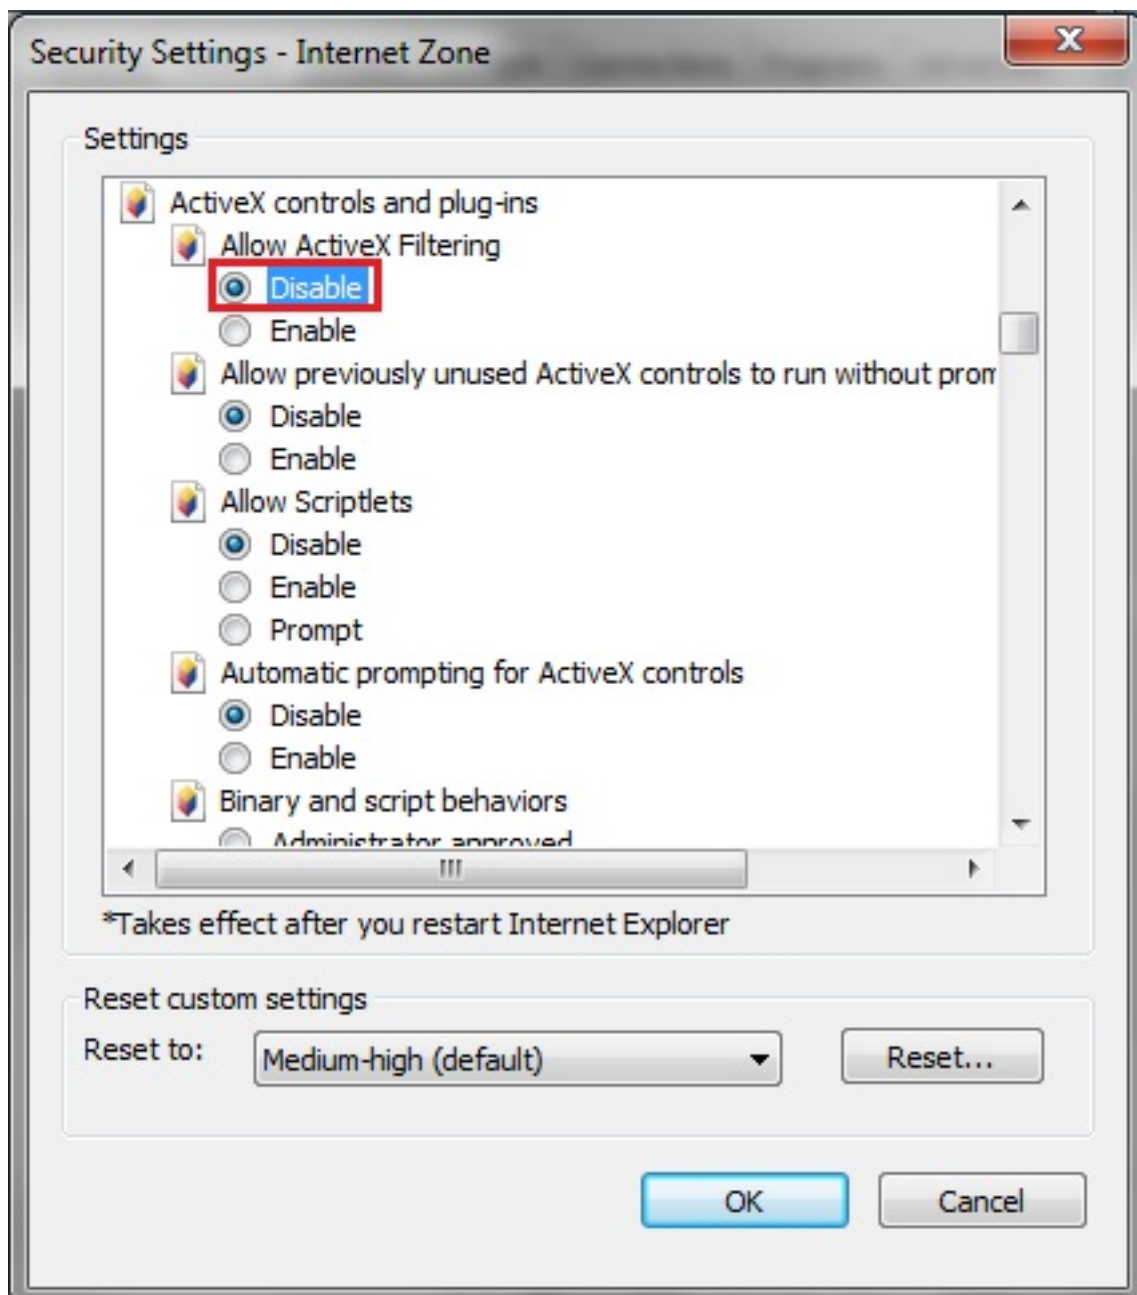 Security Settings - Internet Zone
Settings
ActiveX controls and plug-ins
Allow ActiveX Filtering
Disable
Enable
Allow previously unused ActiveX controls to run without prom
Disable
Enable
Allow Scriptlets
Disable
Enable
Prompt
Automatic prompting for ActiveX controls
Disable
Enable
Binary and script behaviors
Administrator approved
*Takes effect after you restart Internet Explorer
Reset custom settings
Reset to:
Medium-high (default)
Reset...
OK
Cancel